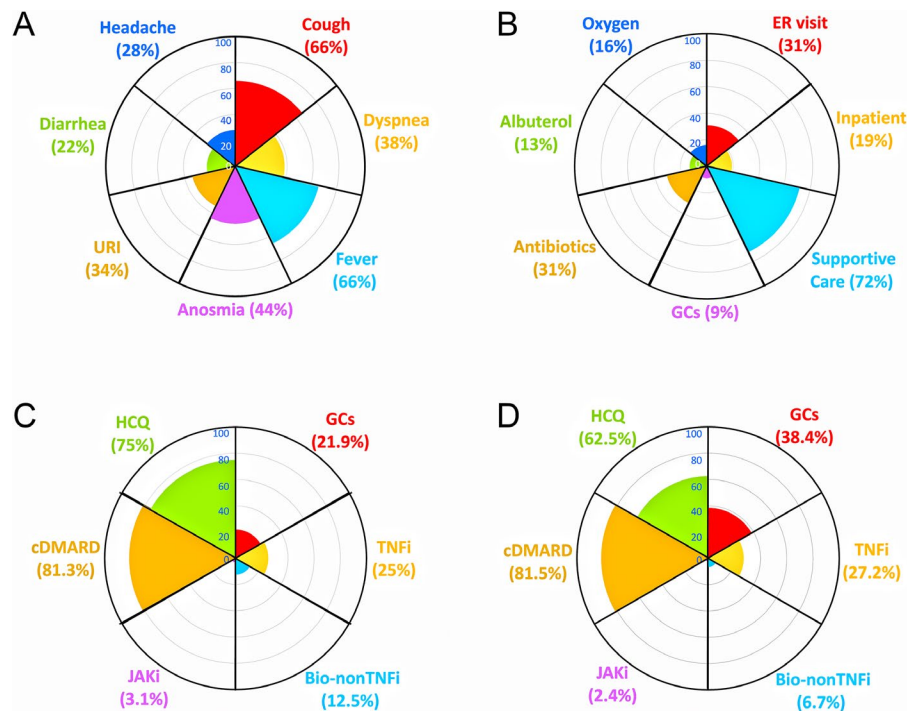 A
Headache
(28%)
Cough
(66%)
Diarrhea
(22%)
Dyspnea
(38%)
URI
(34%)
Fever
(66%)
Anosmia (44%)
100
80
60
40
20
B
Oxygen
(16%)
ER visit
(31%)
Albuterol
(13%)
Inpatient
(19%)
Antibiotics
(31%)
Supportive
Care (72%)
GCs (9%)
100
80
60
40
20
C
HCQ
(75%)
GCs
(21.9%)
cDMARD
(81.3%)
TNFi
(25%)
JAKi
(3.1%)
Bio-nonTNFi
(12.5%)
100
80
60
40
20
0
D
HCQ
(62.5%)
GCs
(38.4%)
cDMARD
(81.5%)
TNFi
(27.2%)
JAKi
(2.4%)
Bio-nonTNFi
(6.7%)
100
80
60
40
20
0